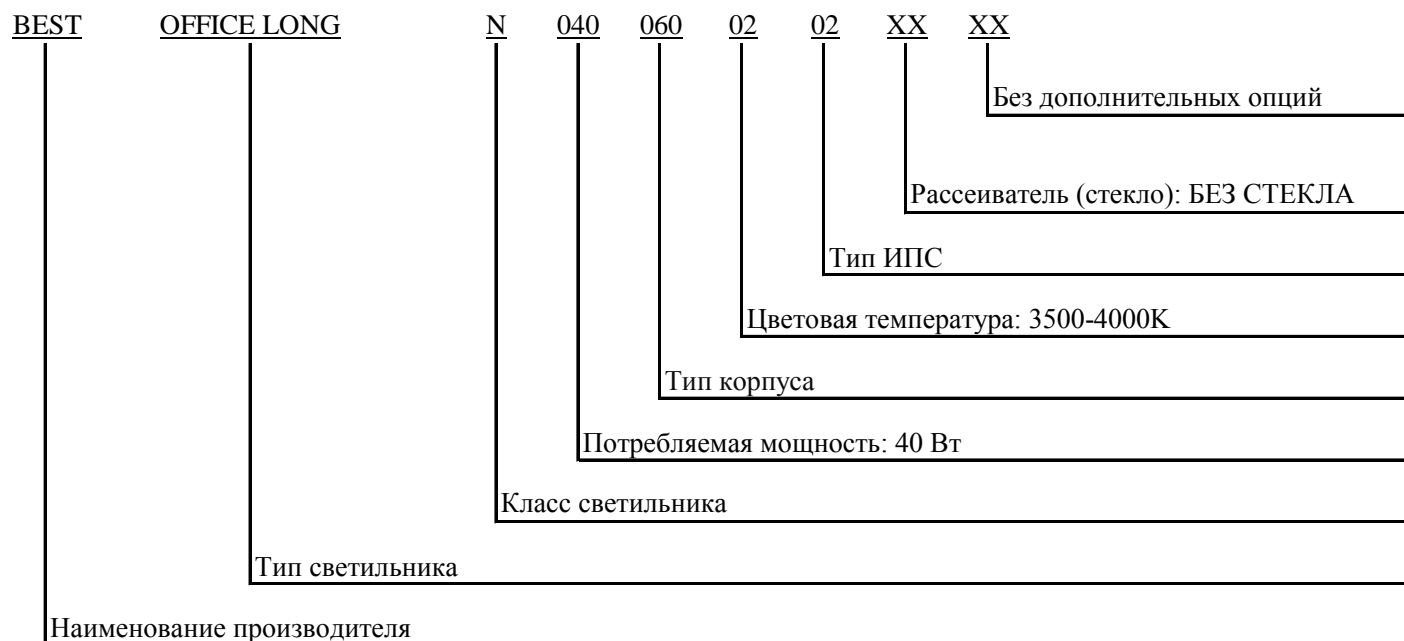 BEST OFFICE LONG N 040 060 02 02 XX XX
Без дополнительных опций
Рассеиватель (стекло): БЕЗ СТЕКЛА
Тип ИПС
Цветовая температура: 3500-4000K
Тип корпуса
Потребляемая мощность: 40 Вт
Класс светильника
Тип светильника
Наименование производителя